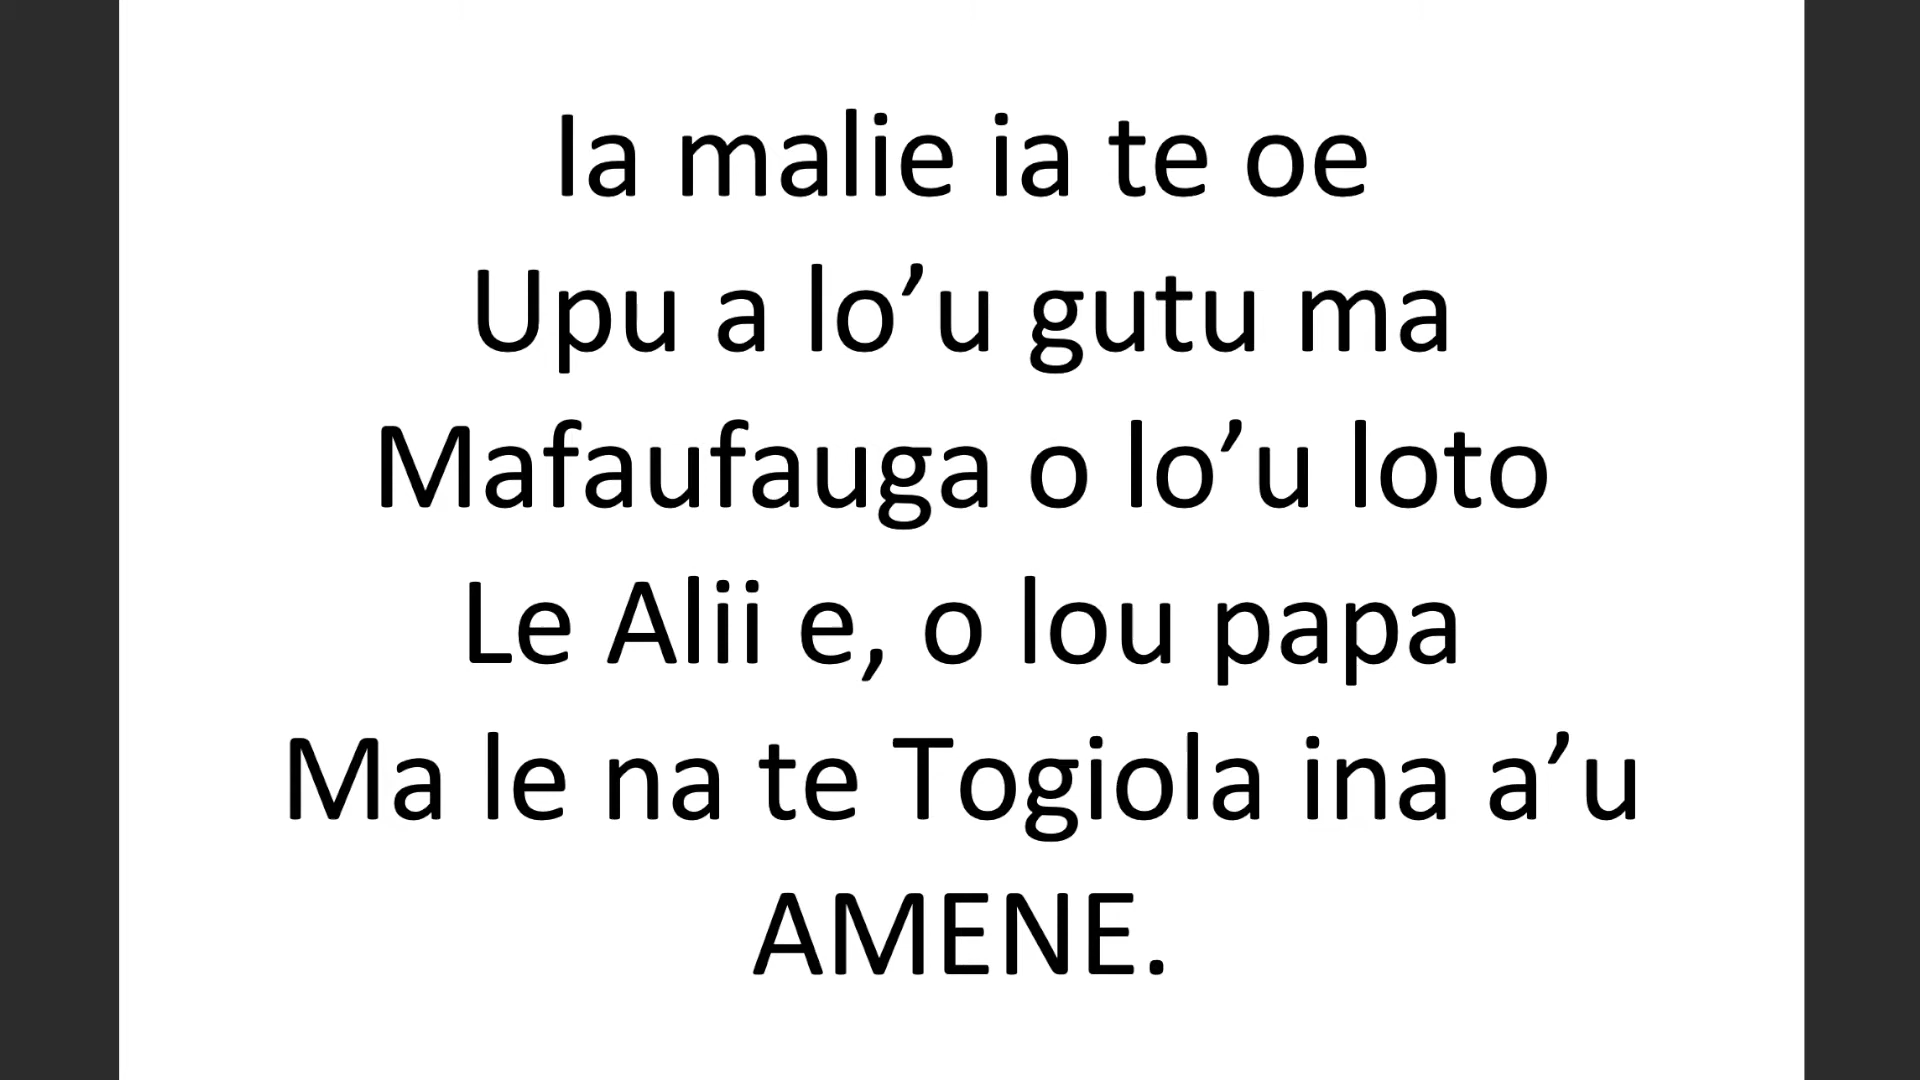 Ia malie ia te oe
Upu a lo’u gutu ma
Mafaufauga o lo’u loto
Le Alii e, o lou papa
Ma le na te Togiola ina a’u
AMENE.